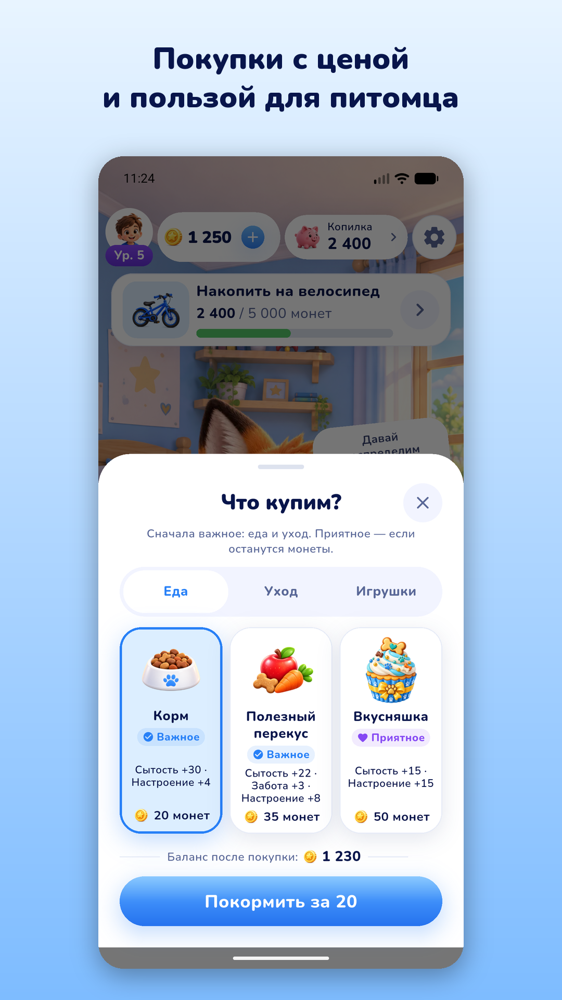 Покупки с ценой
и пользой для питомца
11:24
1 250
Ур. 5
Копилка
2 400
Накопить на велосипед
2 400 / 5 000 монет
Давай
Что купим?
Сначала важное: еда и уход. Приятное — если
останутся монеты.
Еда
Уход
Игрушки
Корм
Важное
Сытость +30 ·
Настроение +4
20 монет
Полезный
перекус
Важное
Сытость +22 ·
Забота +3 ·
Настроение +8
35 монет
Вкусняшка
Приятное
Сытость +15 ·
Настроение +15
50 монет
Баланс после покупки: 1 230
Покормить за 20